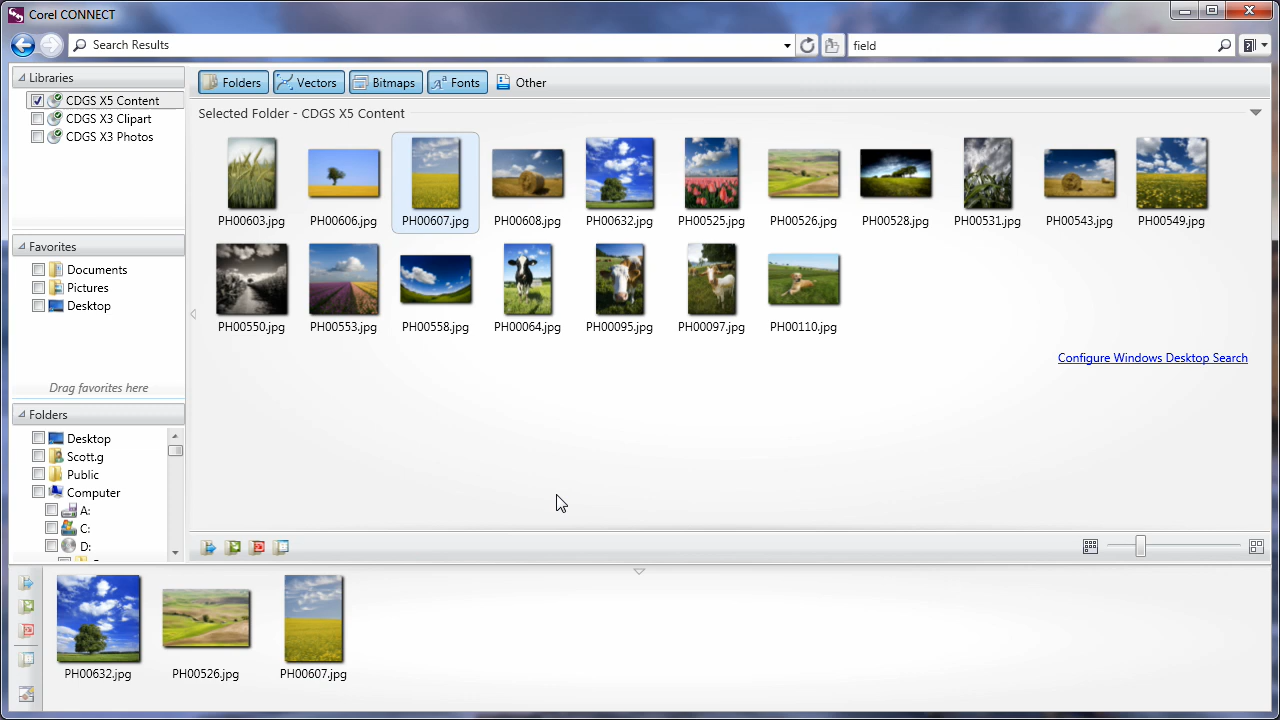 Corel CONNECT
Search Results
field
Libraries
CDGS X5 Content
CDGS X3 Clipart
CDGS X3 Photos
Favorites
Documents
Pictures
Desktop
Drag favorites here
Folders
Desktop
Scott.g
Public
Computer
A:
C:
D:
Folders Vectors Bitmaps Fonts Other
Selected Folder - CDGS X5 Content
PH00603.jpg PH00606.jpg PH00607.jpg PH00608.jpg PH00632.jpg PH00525.jpg PH00526.jpg PH00528.jpg PH00531.jpg PH00543.jpg PH00549.jpg
PH00550.jpg PH00553.jpg PH00558.jpg PH00064.jpg PH00095.jpg PH00097.jpg PH00110.jpg
Configure Windows Desktop Search
PH00632.jpg PH00526.jpg PH00607.jpg